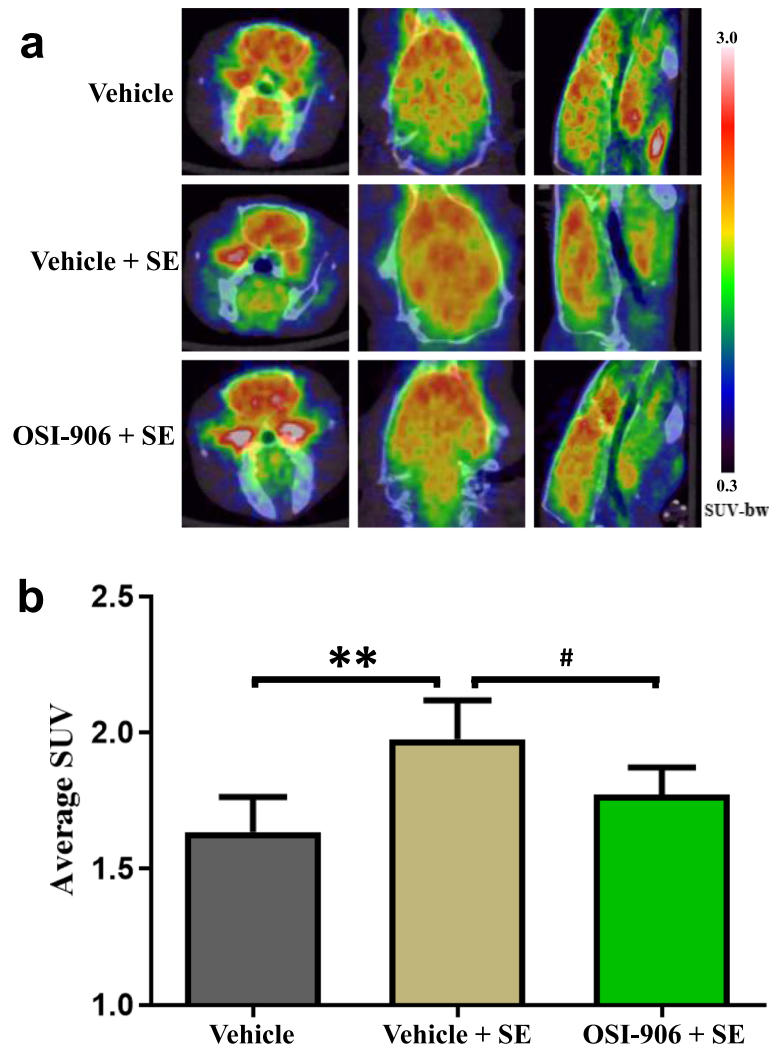 a
Vehicle
Vehicle + SE
OSI-906 + SE
3.0
0.3
SUV-bw
b
Average SUV
2.5
2.0
1.5
1.0
**
#
Vehicle
Vehicle + SE
OSI-906 + SE